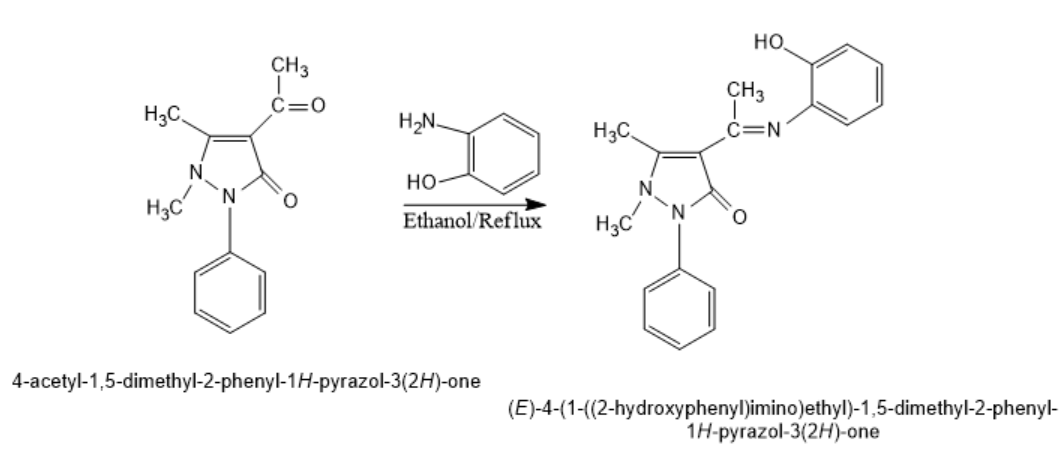 CH₃
C=O
H₃C
N
N
O
H₃C
H₂N
HO
Ethanol/Reflux
HO
CH₃
C=N
H₃C
N
N
O
H₃C
4-acetyl-1,5-dimethyl-2-phenyl-1H-pyrazol-3(2H)-one
(E)-4-(1-((2-hydroxyphenyl)imino)ethyl)-1,5-dimethyl-2-phenyl-
1H-pyrazol-3(2H)-one